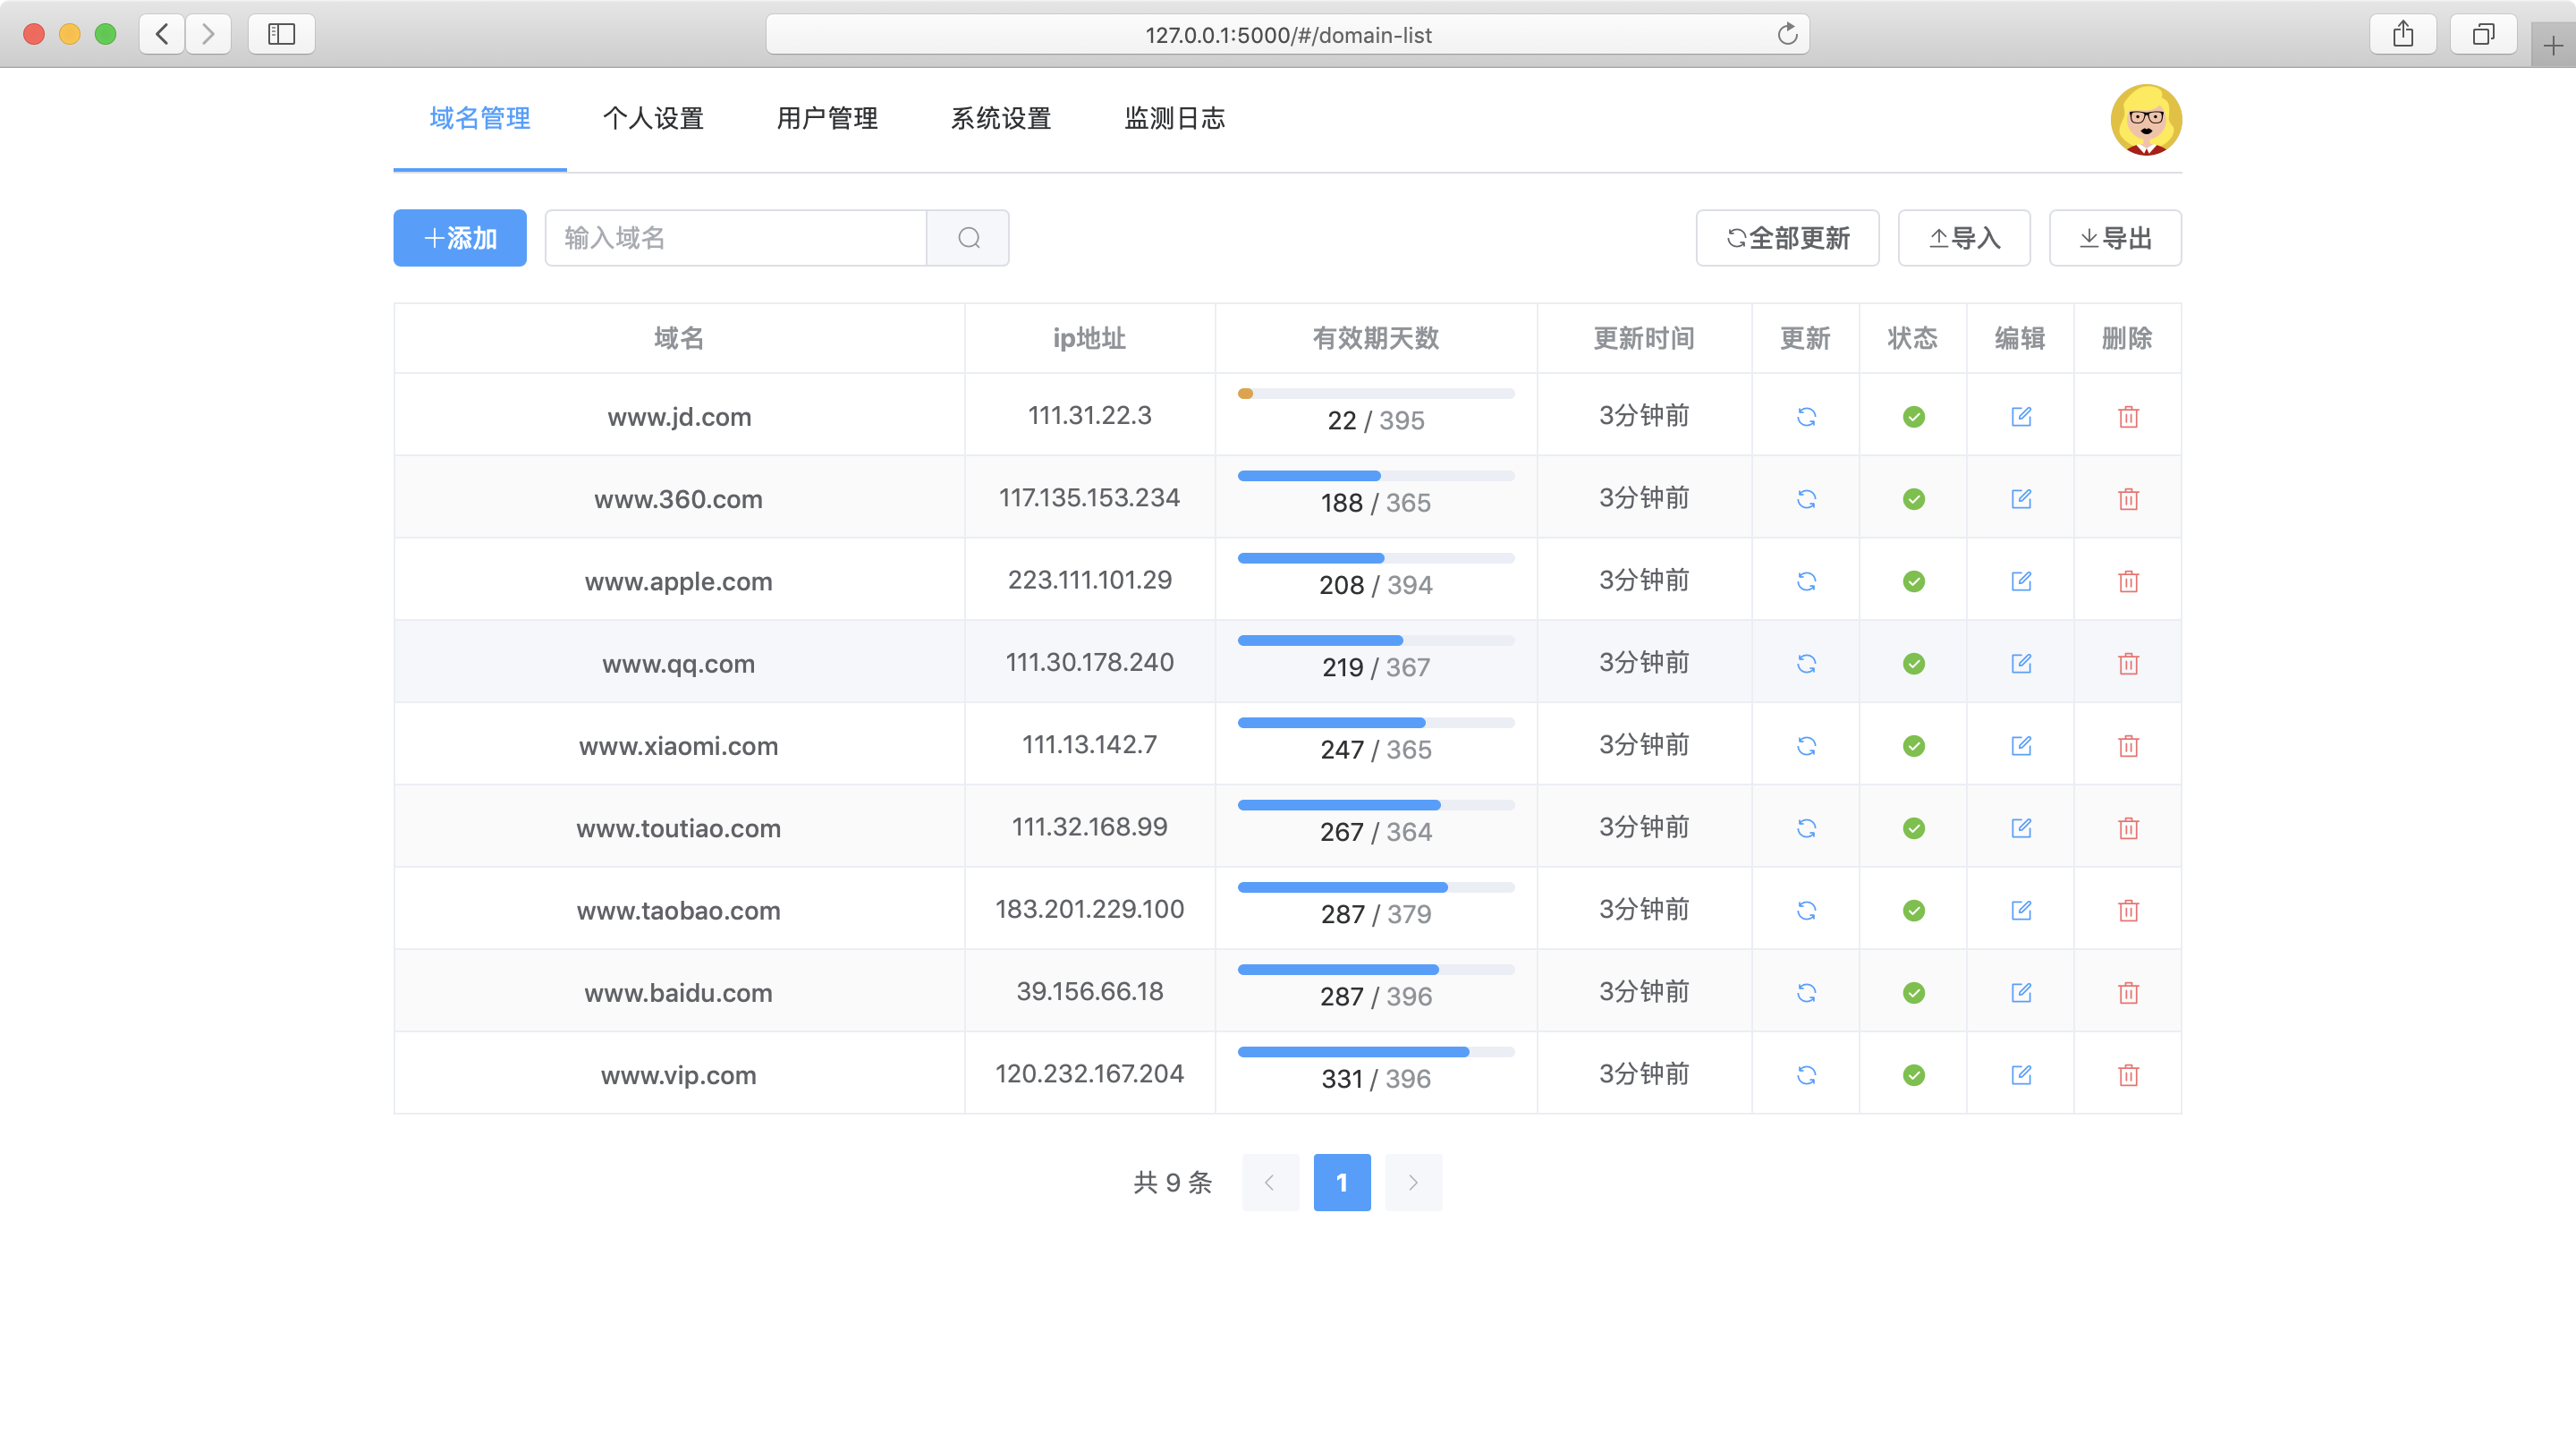 127.0.0.1:5000/#/domain-list
域名管理 个人设置 用户管理 系统设置 监测日志
添加 输入域名 全部更新 导入 导出
域名 ip地址 有效期天数 更新时间 更新 状态 编辑 删除
www.jd.com 111.31.22.3 22 / 395 3分钟前
www.360.com 117.135.153.234 188 / 365 3分钟前
www.apple.com 223.111.101.29 208 / 394 3分钟前
www.qq.com 111.30.178.240 219 / 367 3分钟前
www.xiaomi.com 111.13.142.7 247 / 365 3分钟前
www.toutiao.com 111.32.168.99 267 / 364 3分钟前
www.taobao.com 183.201.229.100 287 / 379 3分钟前
www.baidu.com 39.156.66.18 287 / 396 3分钟前
www.vip.com 120.232.167.204 331 / 396 3分钟前
共 9 条 1